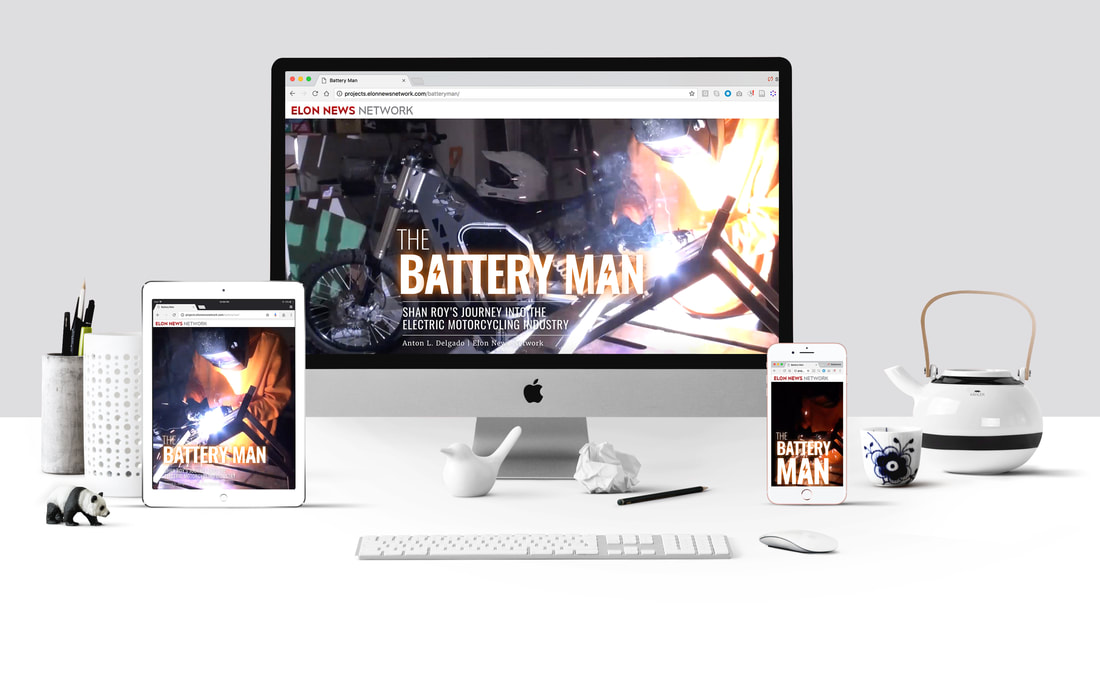 Battery Man
projects.elonnewsnetwork.com/batteryman/
ELON NEWS NETWORK
THE
BATTERY MAN
SHAN ROY'S JOURNEY INTO THE
ELECTRIC MOTORCYCLING INDUSTRY
Anton L. Delgado | Elon News Network
ELON NEWS NETWORK
THE
BATTERY MAN
ELON NEWS NETWORK
THE
BATTERY
MAN